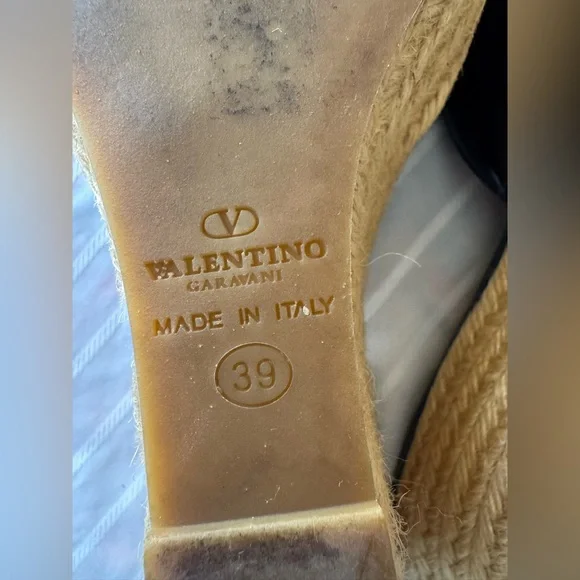 V
VALENTINO
GARAVANI
MADE IN ITALY
39